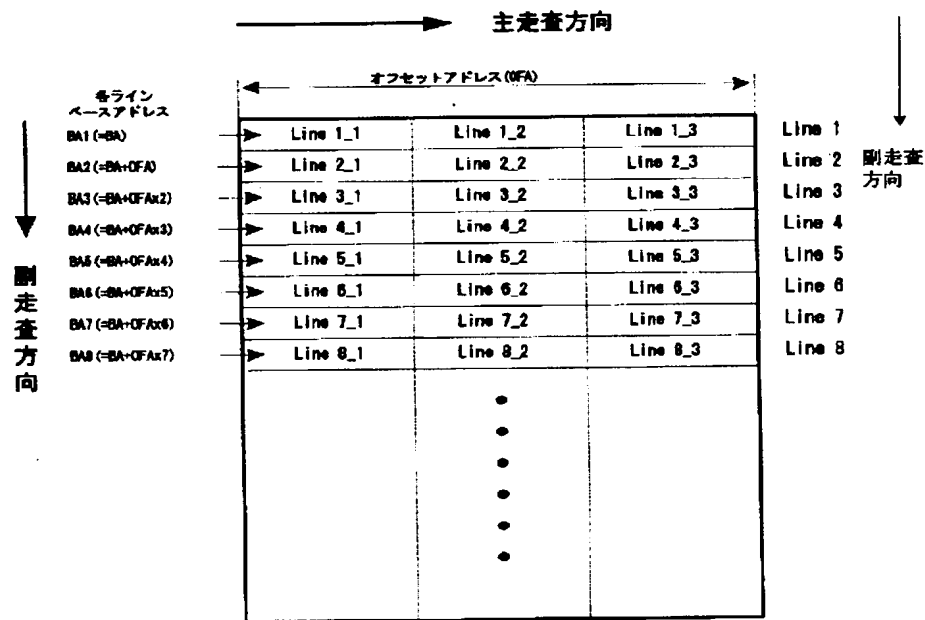 主走査方向
オフセットアドレス(OFA)
各ライン
ベースアドレス
BA1(=BA) Line 1_1 Line 1_2 Line 1_3 Line 1
BA2(=BA+OFA) Line 2_1 Line 2_2 Line 2_3 Line 2
BA3(=BA+OFAx2) Line 3_1 Line 3_2 Line 3_3 Line 3
BA4(=BA+OFAx3) Line 4_1 Line 4_2 Line 4_3 Line 4
BA5(=BA+OFAx4) Line 5_1 Line 5_2 Line 5_3 Line 5
BA6(=BA+OFAx5) Line 6_1 Line 6_2 Line 6_3 Line 6
BA7(=BA+OFAx6) Line 7_1 Line 7_2 Line 7_3 Line 7
BA8(=BA+OFAx7) Line 8_1 Line 8_2 Line 8_3 Line 8
副走査
方向
副走査方向